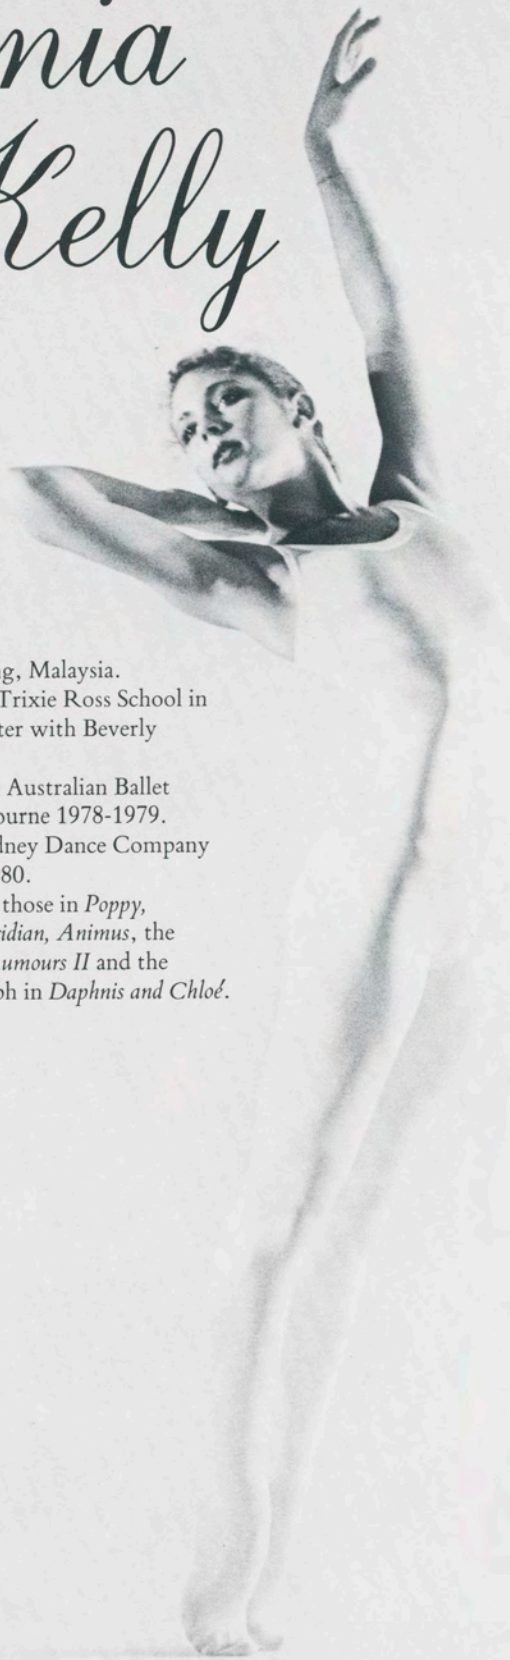 nia
Kelly
g, Malaysia.
Trixie Ross School in
ter with Beverly
Australian Ballet
ourne 1978-1979.
dney Dance Company
80.
those in Poppy,
idian, Animus, the
umours II and the
ph in Daphnis and Chloé.